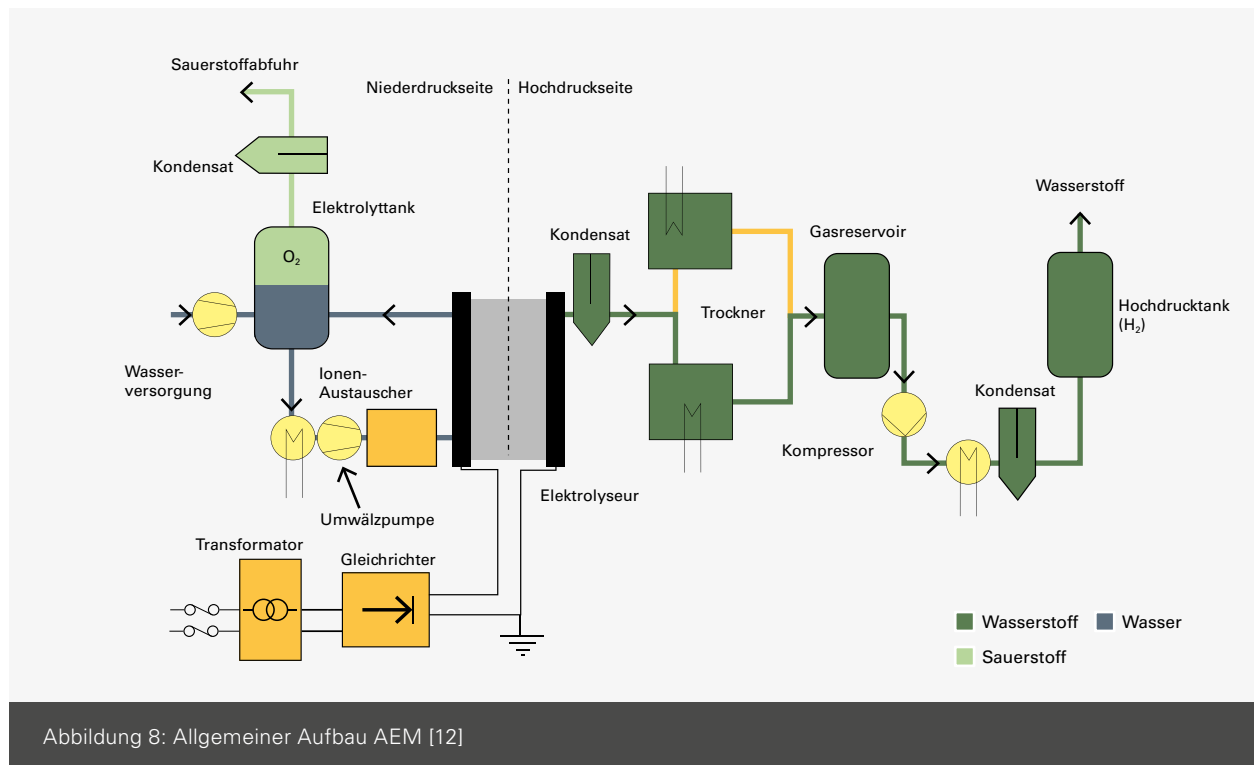 Sauerstoffabfuhr
Niederdruckseite
Hochdruckseite
Kondensat
Elektrolyttank
O₂
Kondensat
Wasserstoff
Gasreservoir
Trockner
Hochdrucktank
(H₂)
Wasser-
versorgung
Ionen-
Austauscher
Kondensat
Kompressor
Elektrolyseur
Umwälzpumpe
Transformator
Gleichrichter
Wasserstoff
Wasser
Sauerstoff
Abbildung 8: Allgemeiner Aufbau AEM [12]